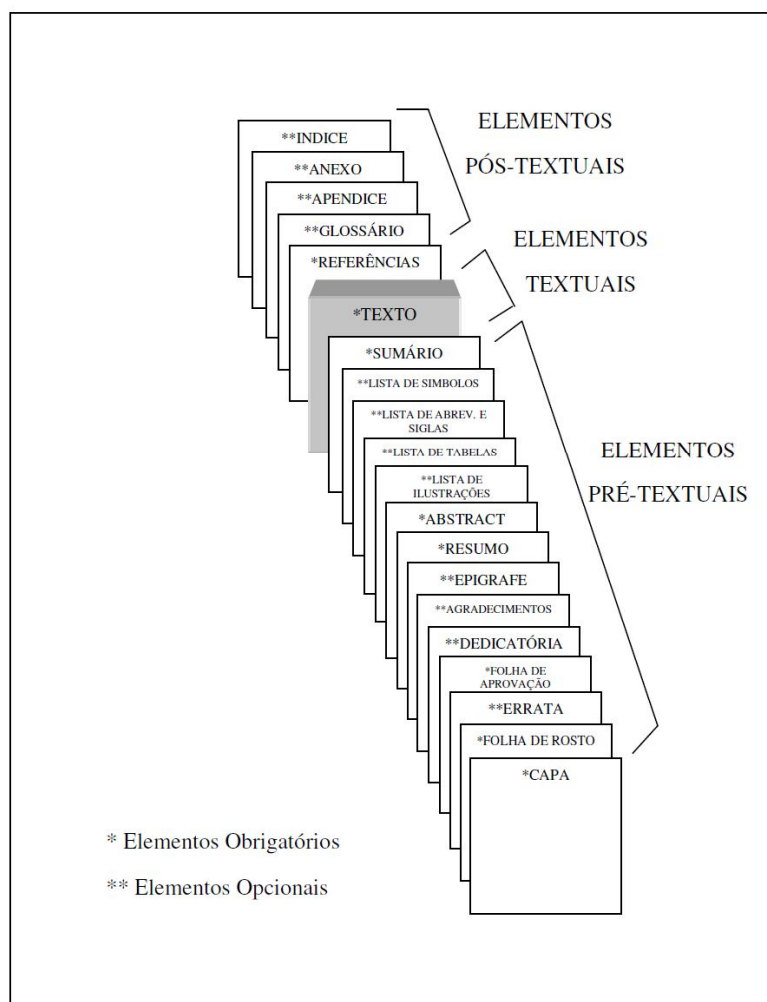 ELEMENTOS
PÓS-TEXTUAIS
**INDICE
**ANEXO
**APENDICE
**GLOSSÁRIO
*REFERÊNCIAS
ELEMENTOS
TEXTUAIS
*TEXTO
*SUMÁRIO
**LISTA DE SIMBOLOS
**LISTA DE ABREV. E
SIGLAS
**LISTA DE TABELAS
**LISTA DE
ILUSTRAÇÕES
ELEMENTOS
PRÉ-TEXTUAIS
*ABSTRACT
*RESUMO
**EPIGRAFE
**AGRADECIMENTOS
**DEDICATÓRIA
*FOLHA DE
APROVAÇÃO
**ERRATA
*FOLHA DE ROSTO
*CAPA
* Elementos Obrigatórios
** Elementos Opcionais